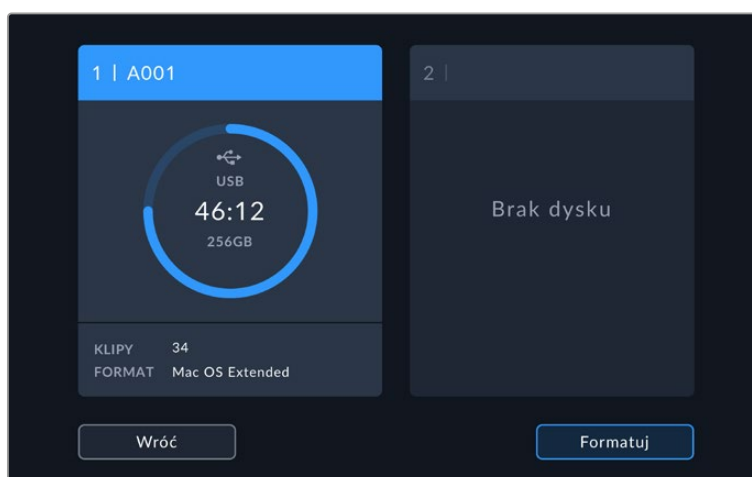 1 | A001
USB
46:12
256GB
KLIPY 34
FORMAT Mac OS Extended
2 |
Brak dysku
Wróć
Formatuj